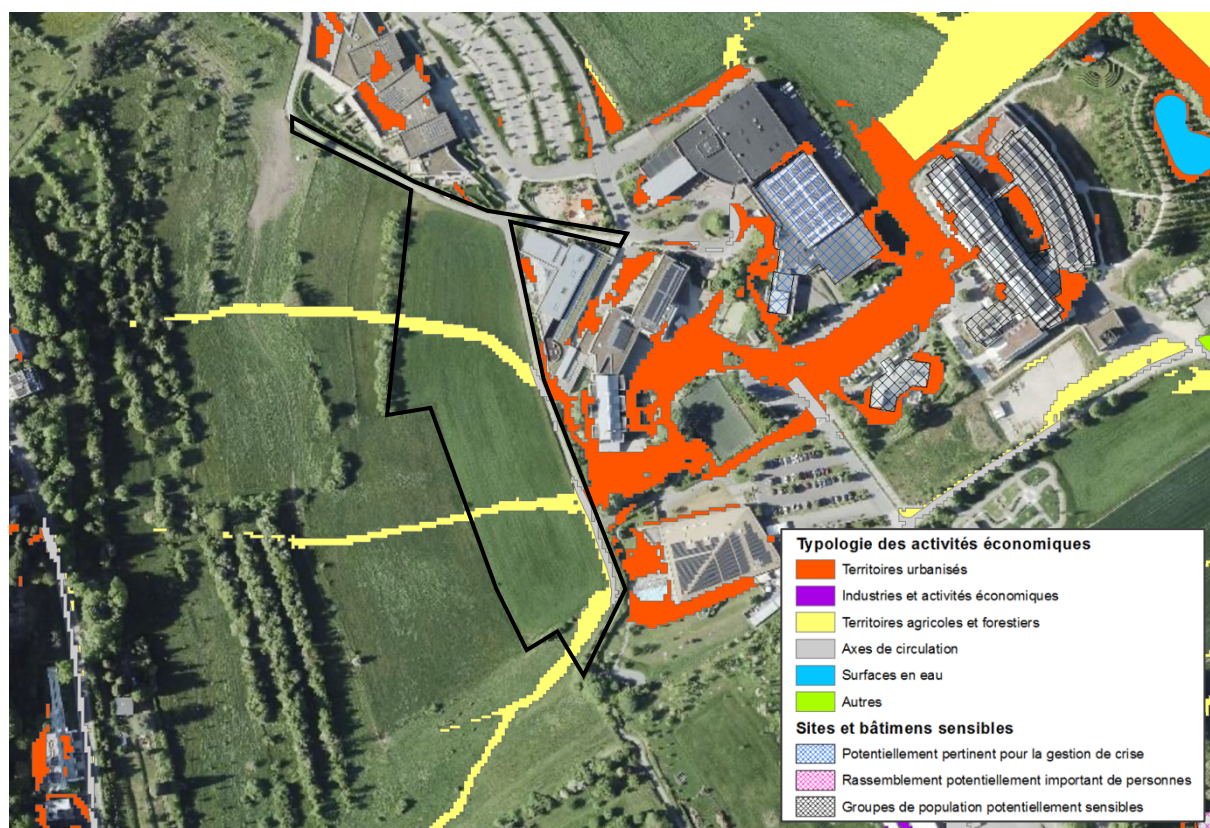 Typologie des activités économiques
Territoires urbanisés
Industries et activités économiques
Territoires agricoles et forestiers
Axes de circulation
Surfaces en eau
Autres
Sites et bâtimens sensibles
Potentiellement pertinent pour la gestion de crise
Rassemblement potentiellement important de personnes
Groupes de population potentiellement sensibles